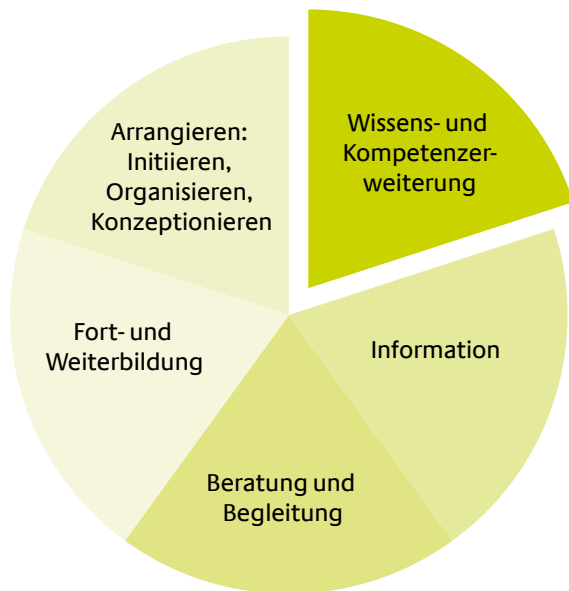 Wissens- und
Kompetenzer-
weiterung
Information
Beratung und
Begleitung
Fort- und
Weiterbildung
Arrangieren:
Initiieren,
Organisieren,
Konzeptionieren